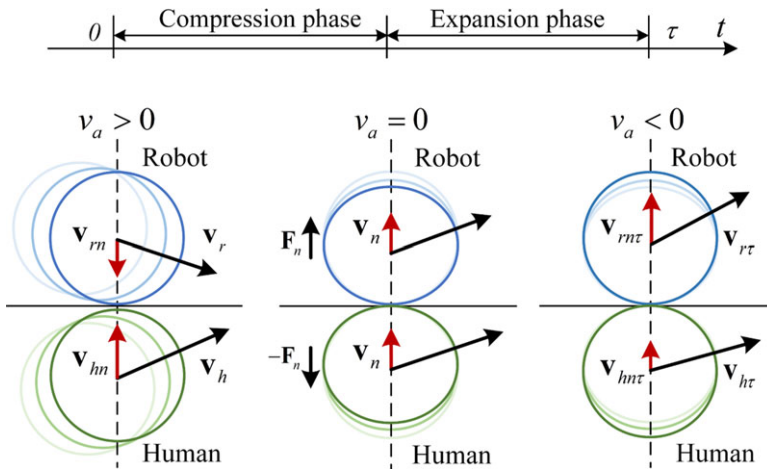 Compression phase Expansion phase
0 τ t
v_a > 0 v_a = 0 v_a < 0
Robot Robot Robot
v_rn v_r F_n v_n v_rnτ v_rτ
v_hn v_h −F_n v_n v_hnτ v_hτ
Human Human Human